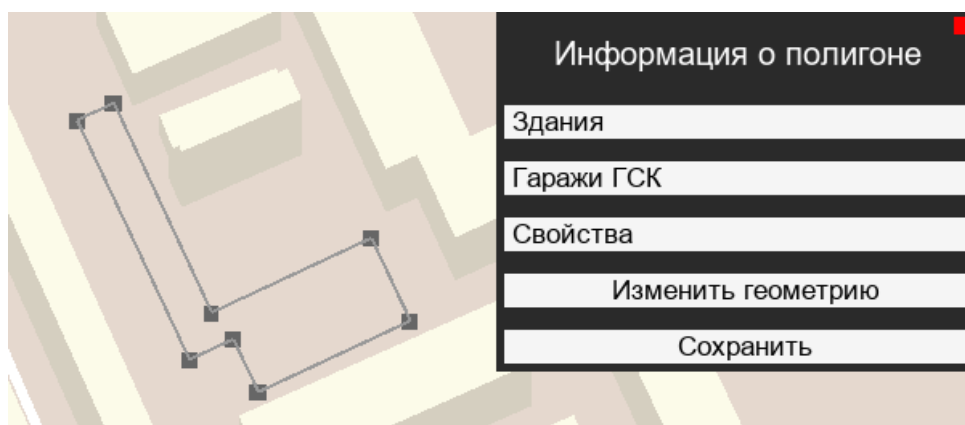 Информация о полигоне
Здания
Гаражи ГСК
Свойства
Изменить геометрию
Сохранить